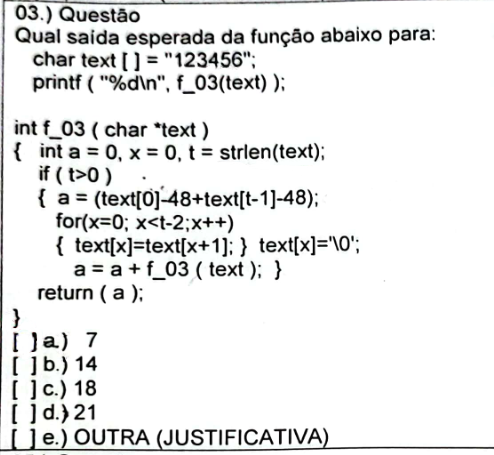 03.) Questão
Qual saída esperada da função abaixo para:
char text [ ] = "123456";
printf ( "%d\n", f_03(text) );
int f_03 ( char *text )
{ int a = 0, x = 0, t = strlen(text);
if ( t>0 )
{ a = (text[0]-48+text[t-1]-48);
for(x=0; x<t-2;x++)
{ text[x]=text[x+1]; } text[x]='\0';
a = a + f_03 ( text ); }
return ( a );
}
[ ] a.) 7
[ ] b.) 14
[ ] c.) 18
[ ] d.) 21
[ ] e.) OUTRA (JUSTIFICATIVA)